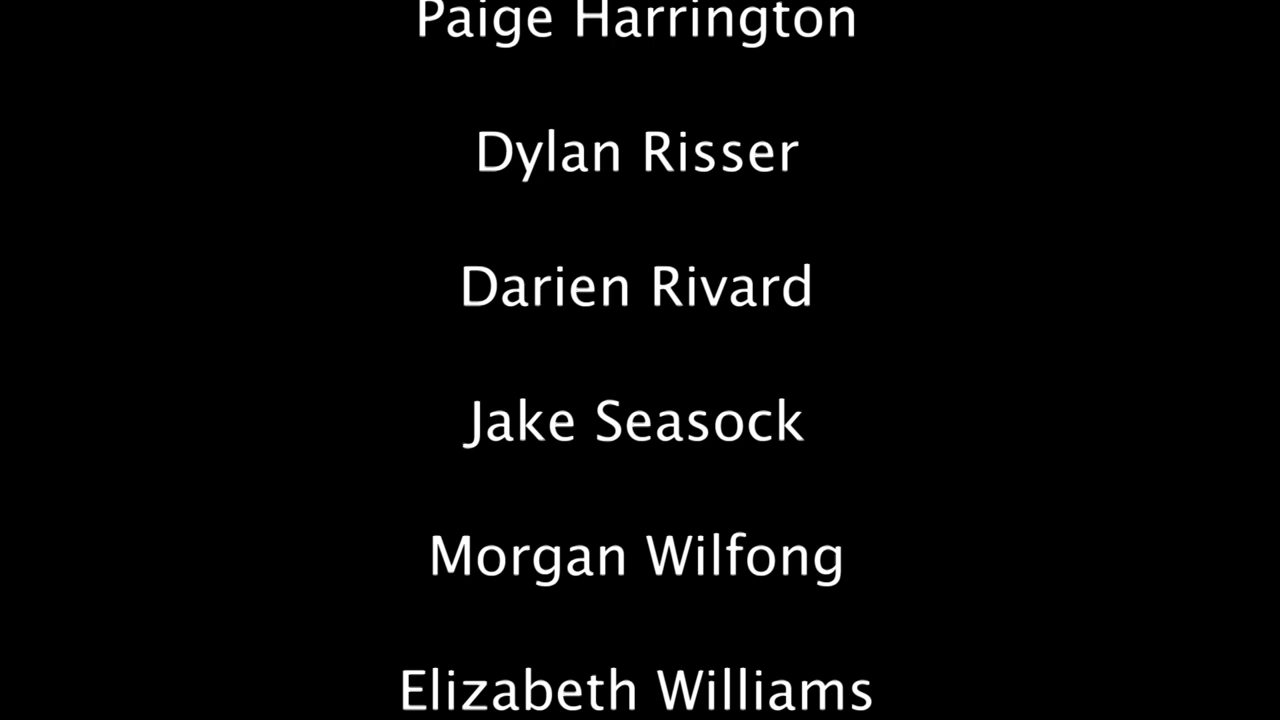 Paige Harrington
Dylan Risser
Darien Rivard
Jake Seasock
Morgan Wilfong
Elizabeth Williams